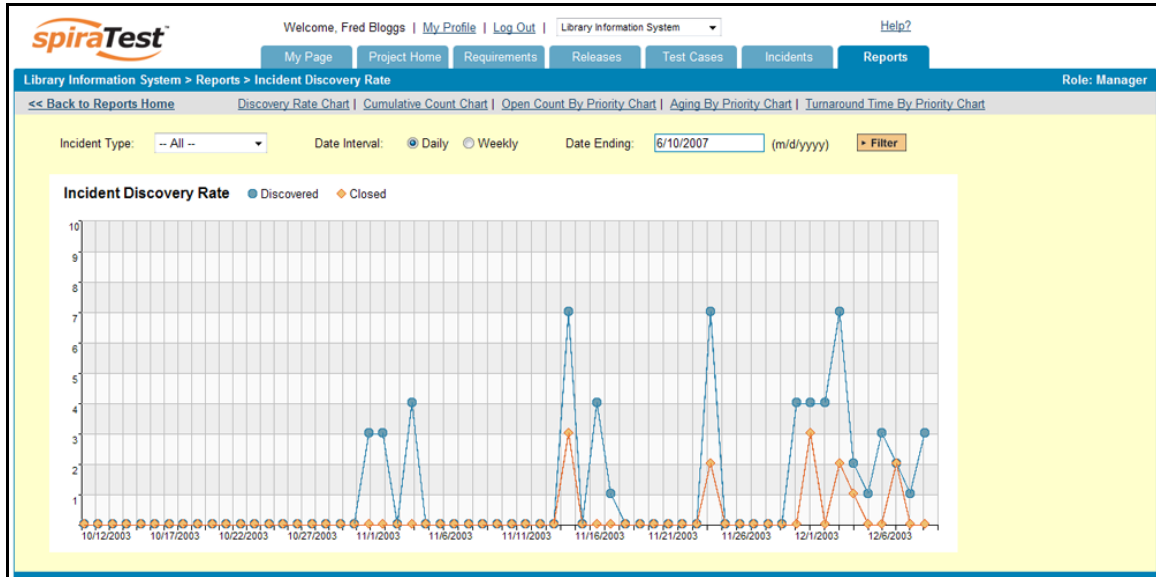 spiraTest™
Welcome, Fred Bloggs | My Profile | Log Out | Library Information System
Help?
My Page Project Home Requirements Releases Test Cases Incidents Reports
Library Information System > Reports > Incident Discovery Rate Role: Manager
<< Back to Reports Home Discovery Rate Chart | Cumulative Count Chart | Open Count By Priority Chart | Aging By Priority Chart | Turnaround Time By Priority Chart
Incident Type: -- All -- Date Interval: Daily Weekly Date Ending: 6/10/2007 (m/d/yyyy) Filter
Incident Discovery Rate Discovered Closed
10
9
8
7
6
5
4
3
2
1
10/12/2003 10/17/2003 10/22/2003 10/27/2003 11/1/2003 11/6/2003 11/11/2003 11/16/2003 11/21/2003 11/26/2003 12/1/2003 12/6/2003